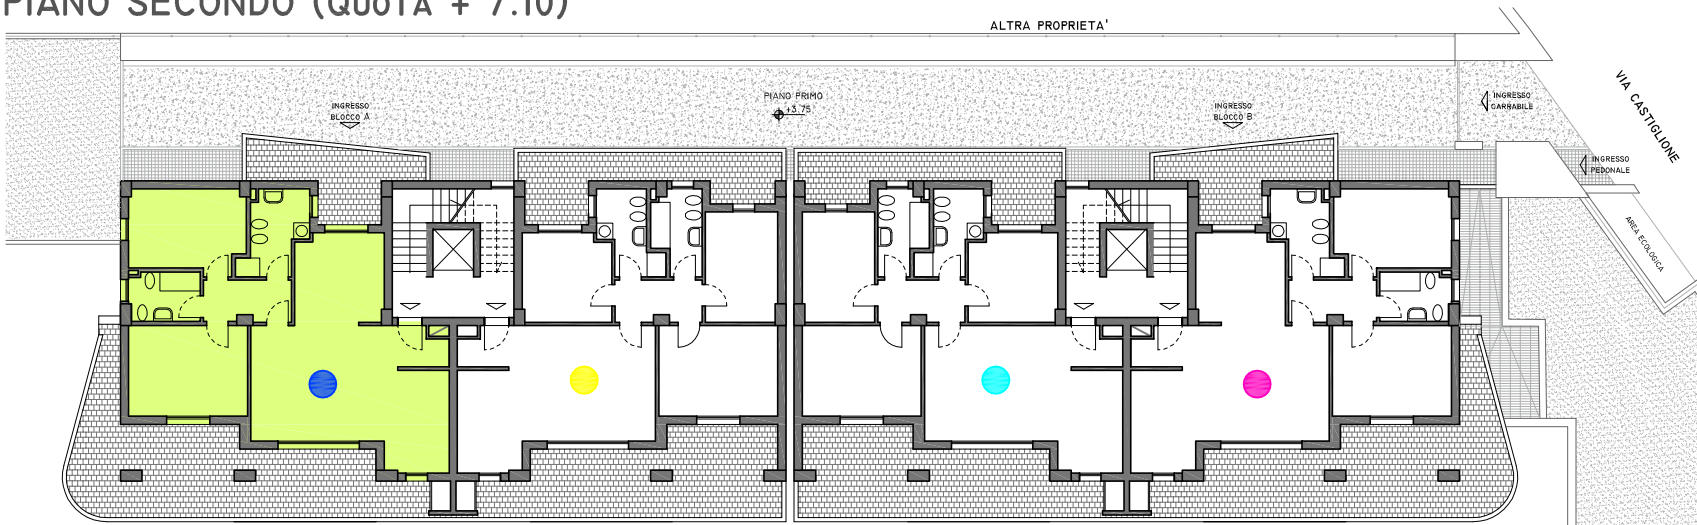 PIANO SECONDO (QUOTA + 7.10)
ALTRA PROPRIETA'
PIANO PRIMO
+3.75
INGRESSO
BLOCCO A
INGRESSO
BLOCCO B
INGRESSO
CARRABILE
VIA CASTIGLIONE
INGRESSO
PEDONALE
AREA ECOLOGICA